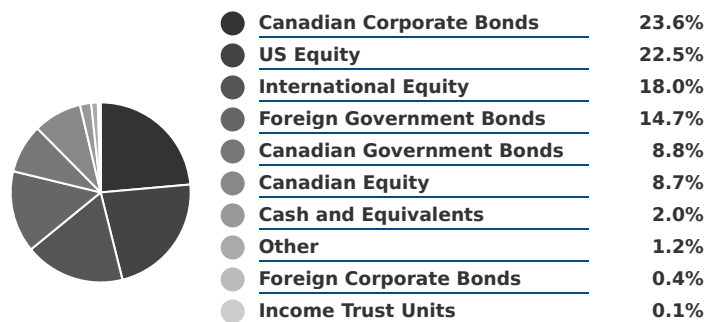 Canadian Corporate Bonds 23.6%
US Equity 22.5%
International Equity 18.0%
Foreign Government Bonds 14.7%
Canadian Government Bonds 8.8%
Canadian Equity 8.7%
Cash and Equivalents 2.0%
Other 1.2%
Foreign Corporate Bonds 0.4%
Income Trust Units 0.1%